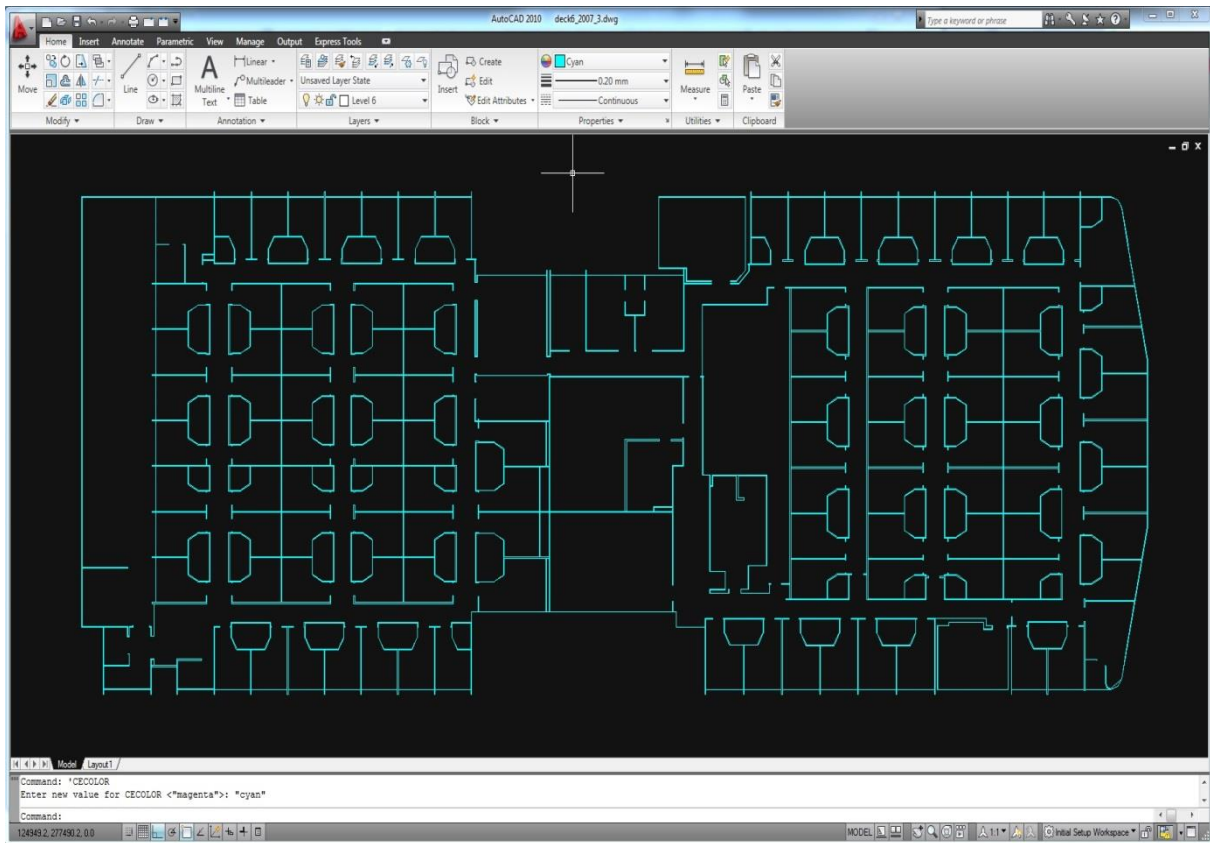 AutoCAD 2010 deck6_2007_3.dwg
Type a keyword or phrase
Home Insert Annotate Parametric View Manage Output Express Tools
Move
Line
Multiline
Text
Linear
Multileader
Table
Unsaved Layer State
Level 6
Insert
Create
Edit
Edit Attributes
Cyan
0.20 mm
Continuous
Measure
Paste
Modify Draw Annotation Layers Block Properties Utilities Clipboard
Model Layout1
Command: 'CECOLOR
Enter new value for CECOLOR <"magenta">: "cyan"
Command:
124949.2, 277490.2, 0.0
MODEL
1:1
Initial Setup Workspace